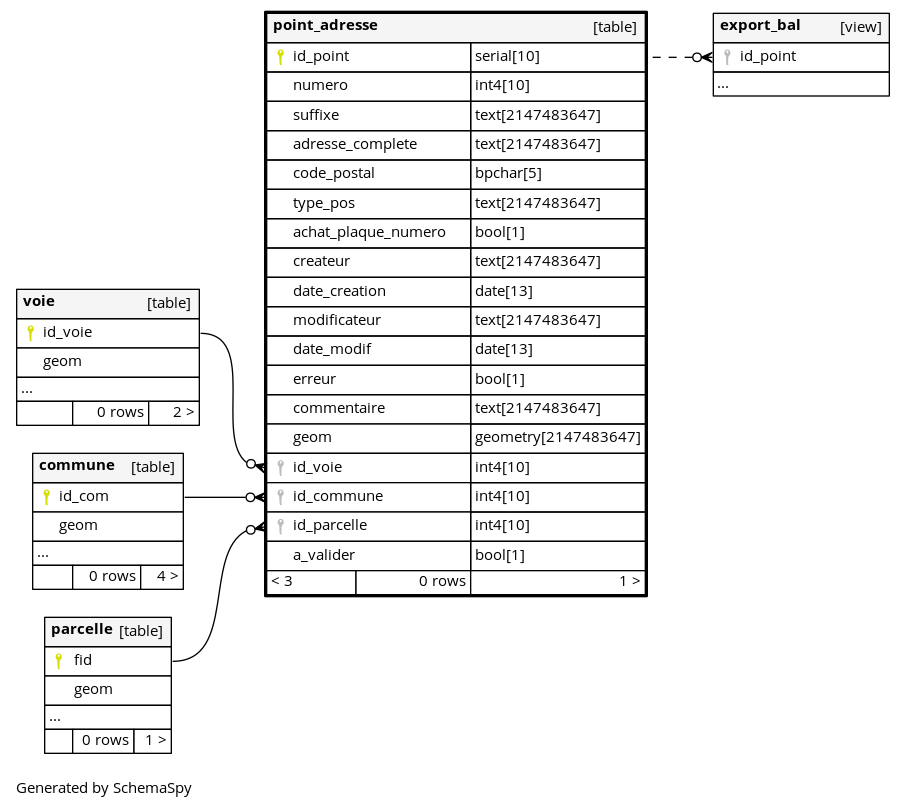 point_adresse [table]
id_point serial[10]
numero int4[10]
suffixe text[2147483647]
adresse_complete text[2147483647]
code_postal bpchar[5]
type_pos text[2147483647]
achat_plaque_numero bool[1]
createur text[2147483647]
date_creation date[13]
modificateur text[2147483647]
date_modif date[13]
erreur bool[1]
commentaire text[2147483647]
geom geometry[2147483647]
id_voie int4[10]
id_commune int4[10]
id_parcelle int4[10]
a_valider bool[1]
< 3 0 rows 1 >
export_bal [view]
id_point
...
voie [table]
id_voie
geom
...
0 rows 2 >
commune [table]
id_com
geom
...
0 rows 4 >
parcelle [table]
fid
geom
...
0 rows 1 >
Generated by SchemaSpy